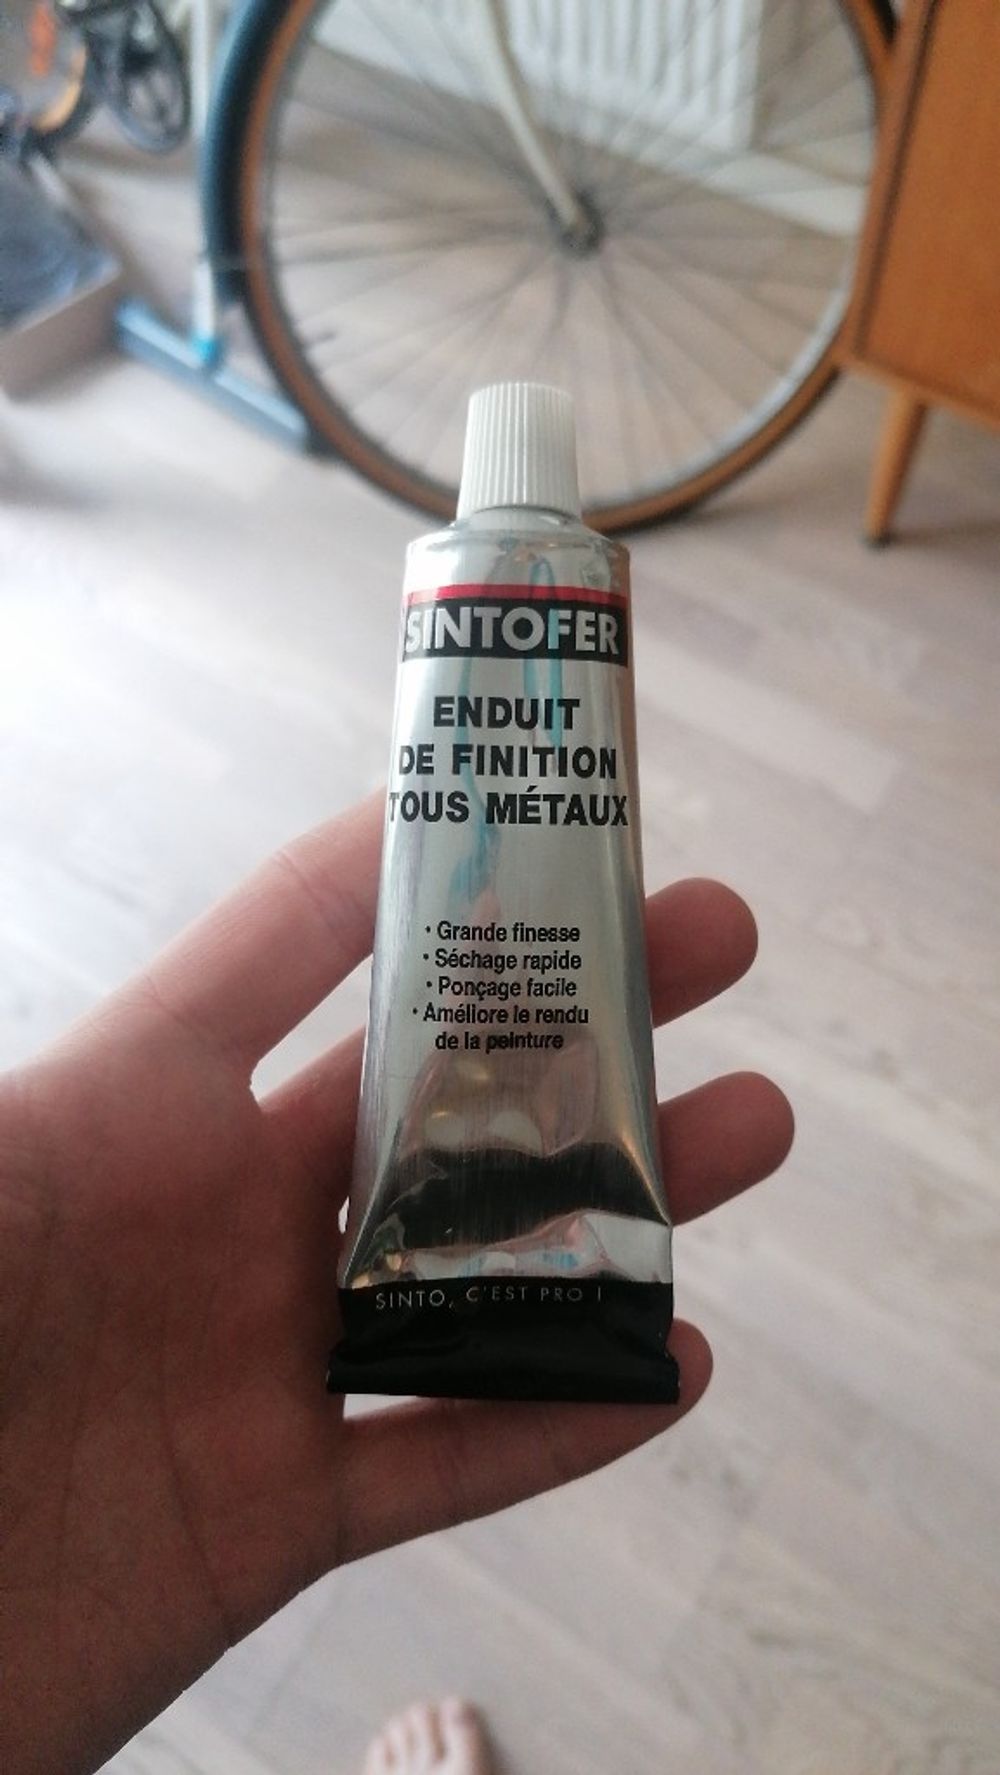 SINTOFER
ENDUIT
DE FINITION
TOUS MÉTAUX
• Grande finesse
• Séchage rapide
• Ponçage facile
• Améliore le rendu
de la peinture
SINTO, C'EST PRO !